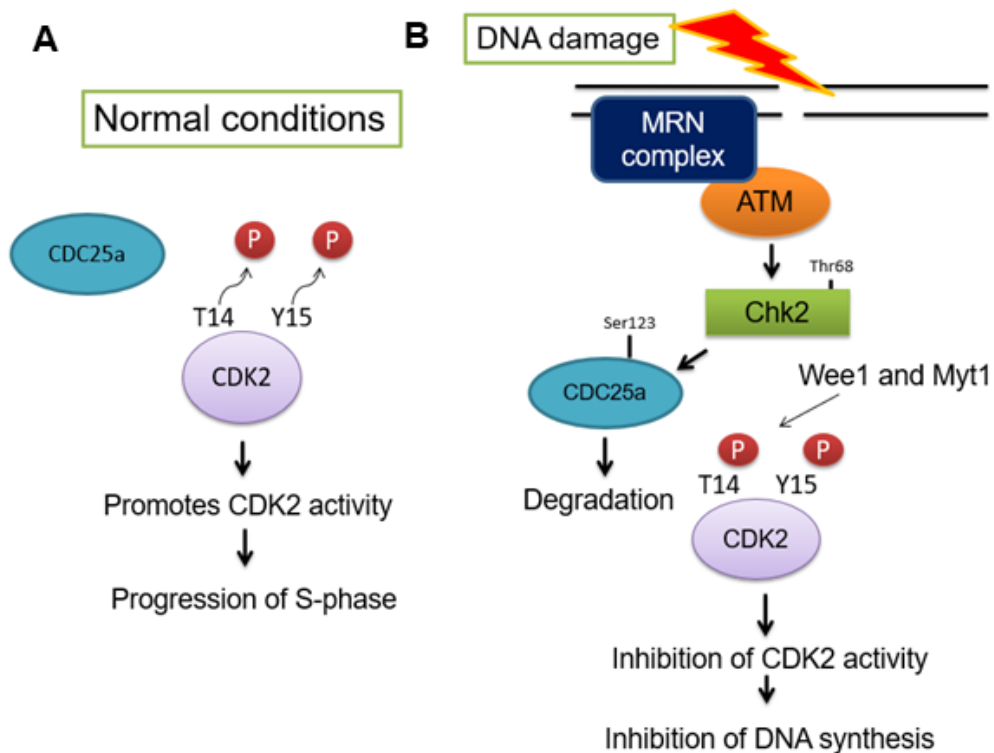 A
Normal conditions
CDC25a
P
P
T14
Y15
CDK2
Promotes CDK2 activity
Progression of S-phase
B
DNA damage
MRN
complex
ATM
Thr68
Chk2
Ser123
CDC25a
Degradation
Wee1 and Myt1
P
P
T14
Y15
CDK2
Inhibition of CDK2 activity
Inhibition of DNA synthesis